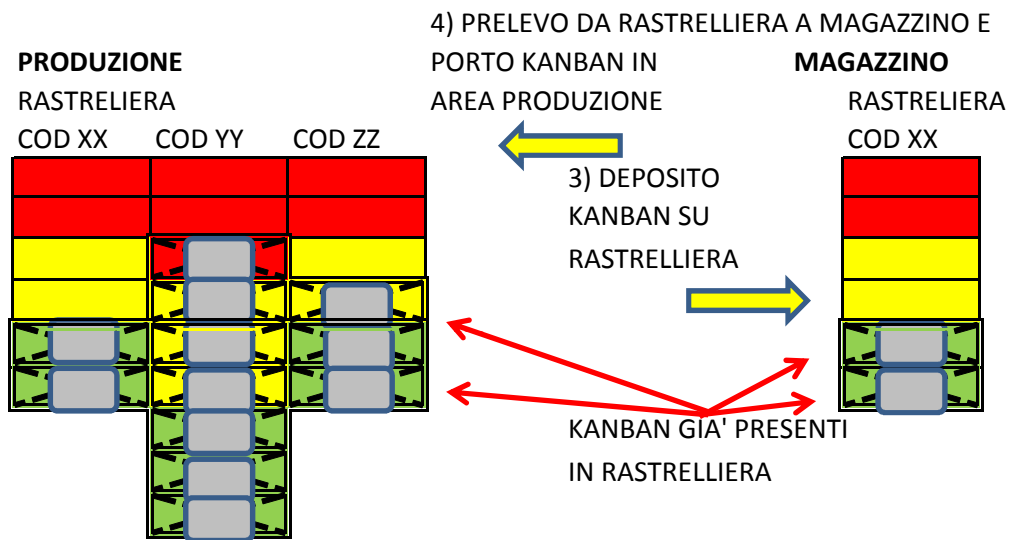 4) PRELEVO DA RASTRELLIERA A MAGAZZINO E
PORTO KANBAN IN
AREA PRODUZIONE
PRODUZIONE
RASTRELIERA
COD XX COD YY COD ZZ
MAGAZZINO
RASTRELIERA
COD XX
3) DEPOSITO
KANBAN SU
RASTRELLIERA
KANBAN GIA' PRESENTI
IN RASTRELLIERA